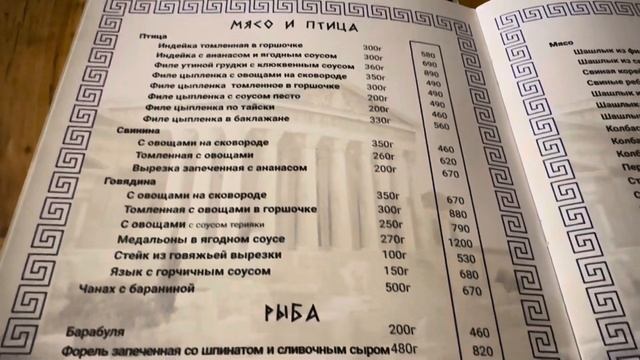 МЯСО И ПТИЦА
Птица
Индейка томленная в горшочке 300г 580
Индейка с ананасом и ягодным соусом 300г 690
Филе утиной грудки с клюквенным соусом 360г 890
Филе цыпленка с овощами на сковороде 350г 490
Филе цыпленка томленное в горшочке 300г 490
Филе цыпленка с соусом песто 200г 490
Филе цыпленка по тайски 200г 460
Филе цыпленка в баклажане 330г 560
Свинина
С овощами на сковороде 350г 460
Томленная с овощами 260г 620
Вырезка запеченная с ананасом 200г 670
Говядина
С овощами на сковороде 350г 670
Томленная с овощами в горшочке 300г 880
С овощами с соусом терияки 250г 790
Медальоны в ягодном соусе 270г 1200
Стейк из говяжьей вырезки 100г 530
Язык с горчичным соусом 150г 680
Чанах с бараниной 500г 670
РЫБА
Барабуля 200г 460
Форель запеченная со шпинатом и сливочным сыром 480г 820
Мясо
Шашлык из
Шашлык из
Свиная
Свиные
Шашлык
Шашлык
Шашлык